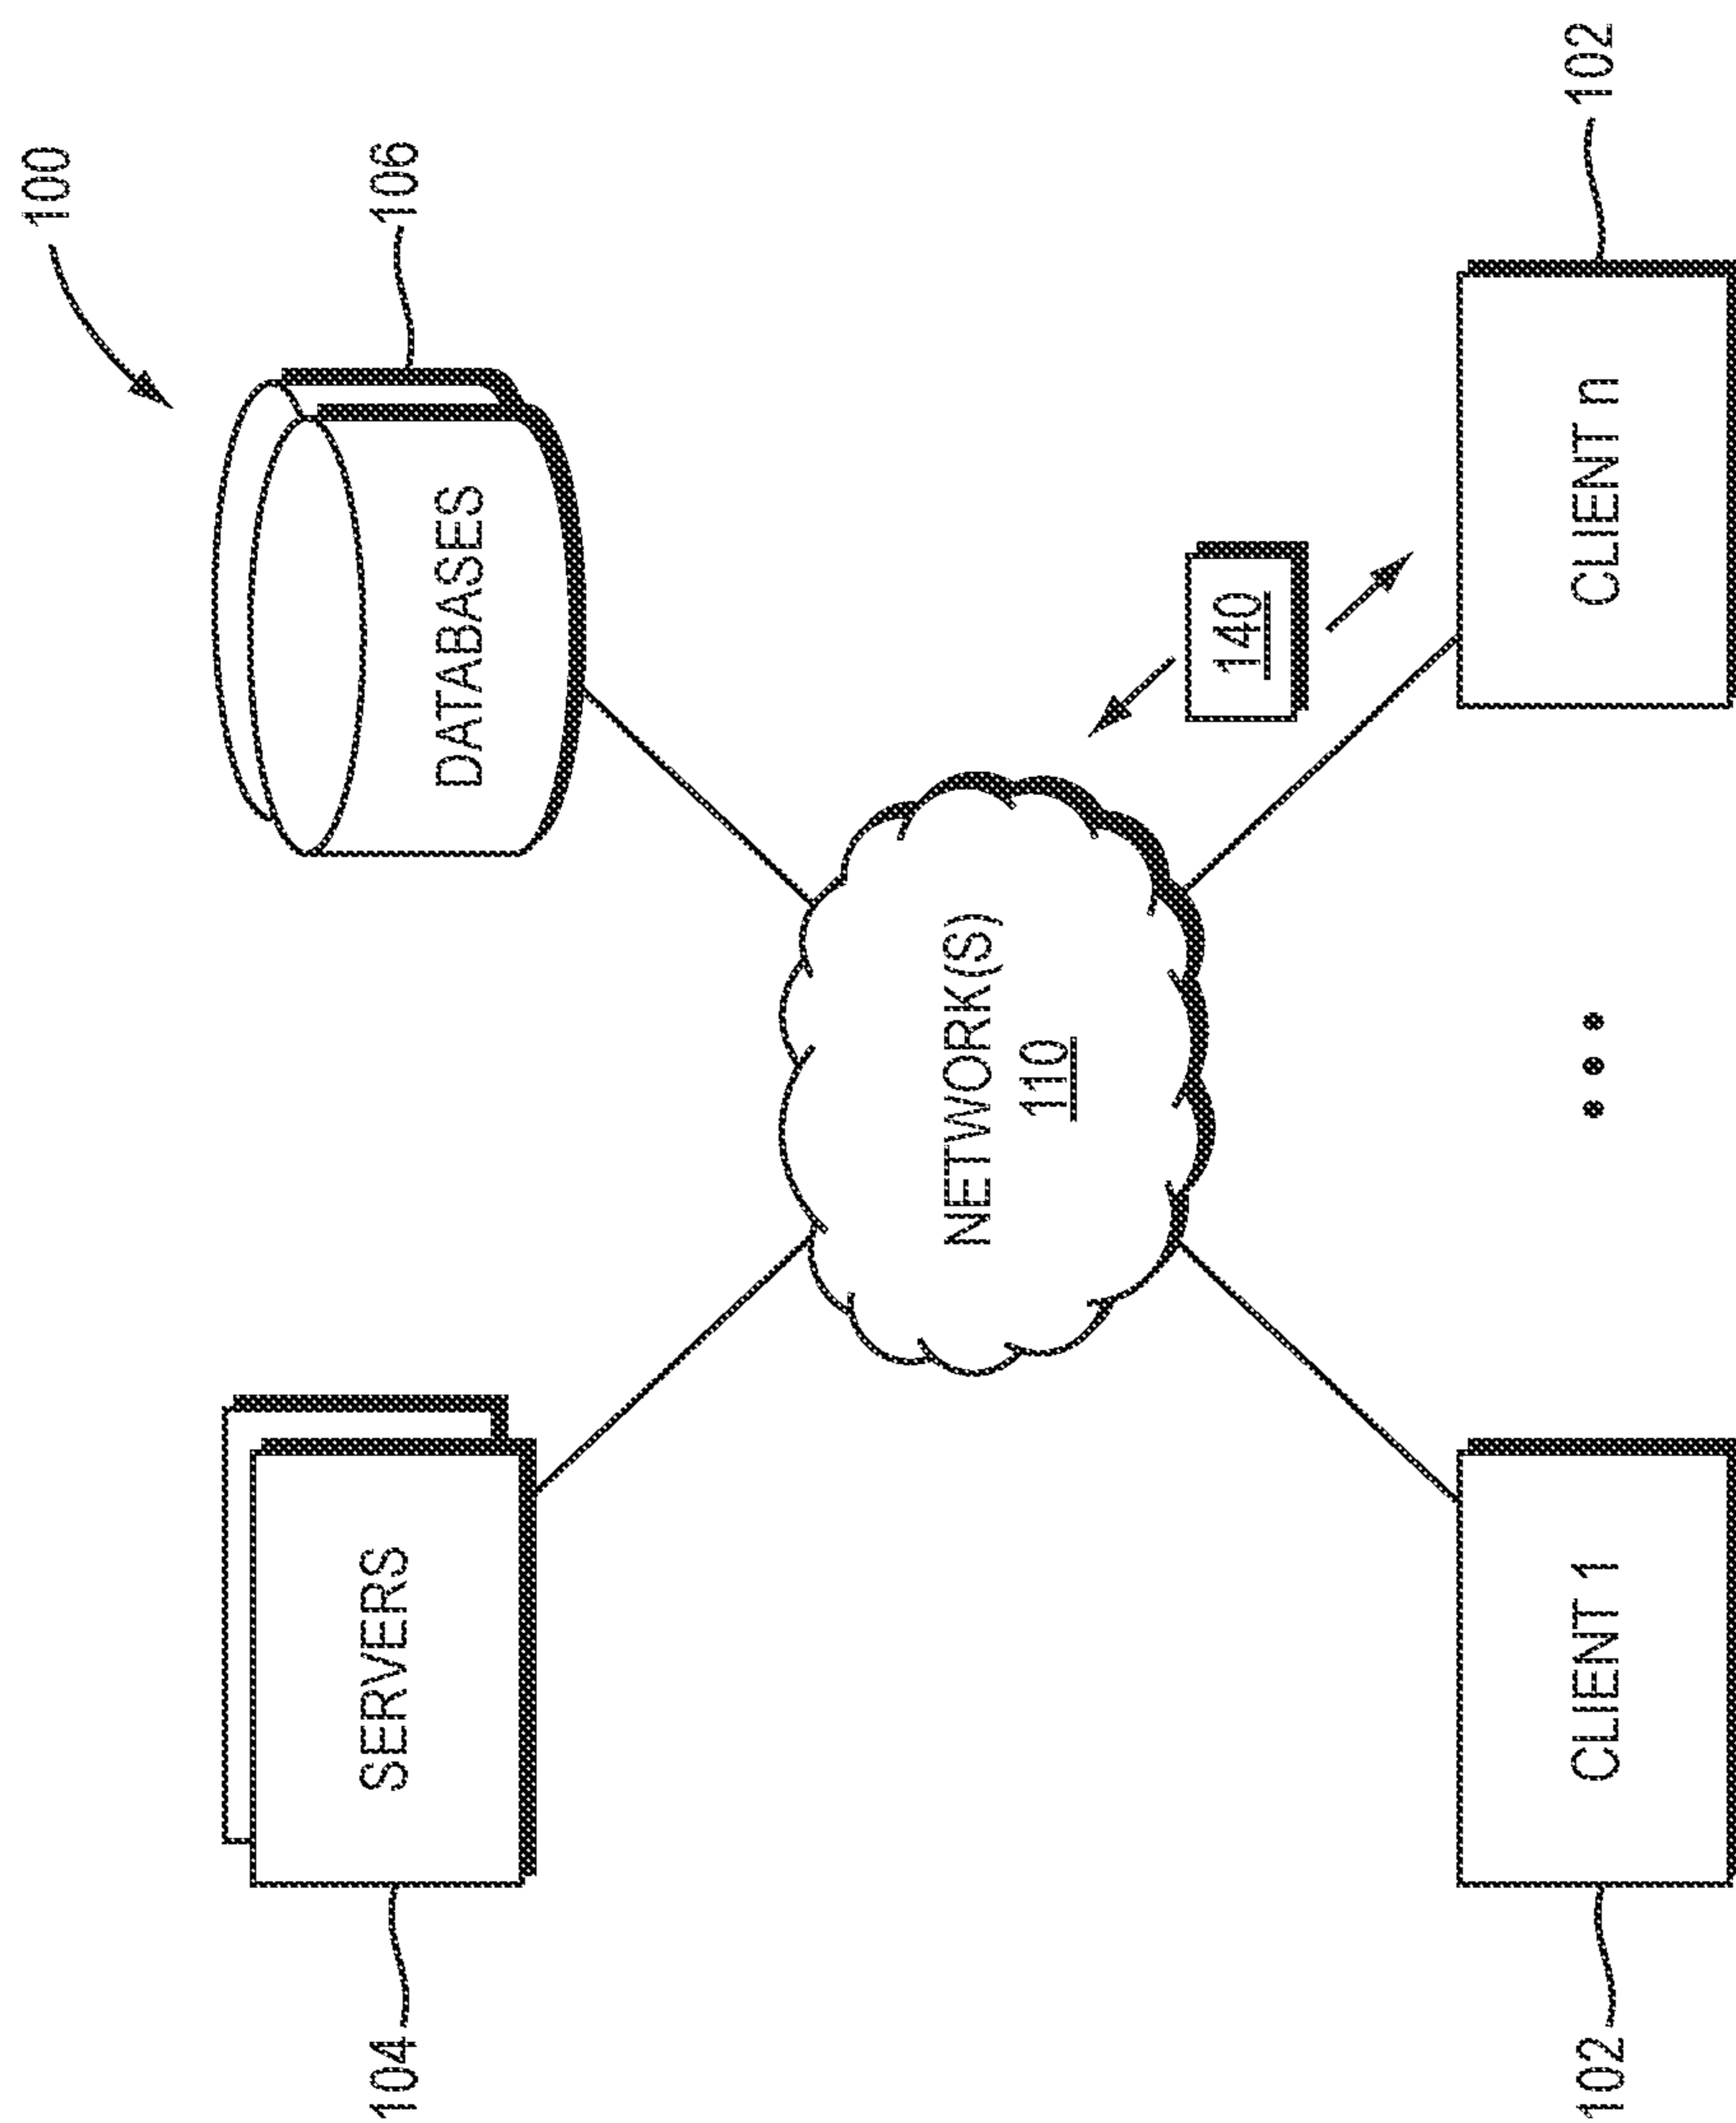 100
104
SERVERS
DATABASES
106
NETWORK(S)
110
140
102
CLIENT 1
CLIENT n
102